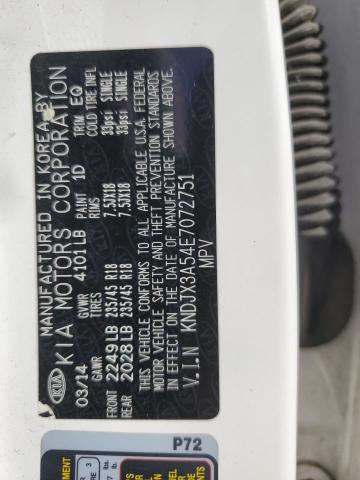 KIA
MANUFACTURED IN KOREA BY
KIA MOTORS CORPORATION
03/14 GVWR 4101LB PAINT 1D TRIM EQ
GAWR TIRES RIMS COLD TIRE INFL
FRONT 2249LB 235/45 R18 7.5JX18 33psi SINGLE
REAR 2028LB 235/45 R18 7.5JX18 33psi SINGLE
THIS VEHICLE CONFORMS TO ALL APPLICABLE U.S.A. FEDERAL
MOTOR VEHICLE SAFETY AND THEFT PREVENTION STANDARDS
IN EFFECT ON THE DATE OF MANUFACTURE SHOWN ABOVE.
V.I.N KNDJX3A54E7072751
MPV
P72